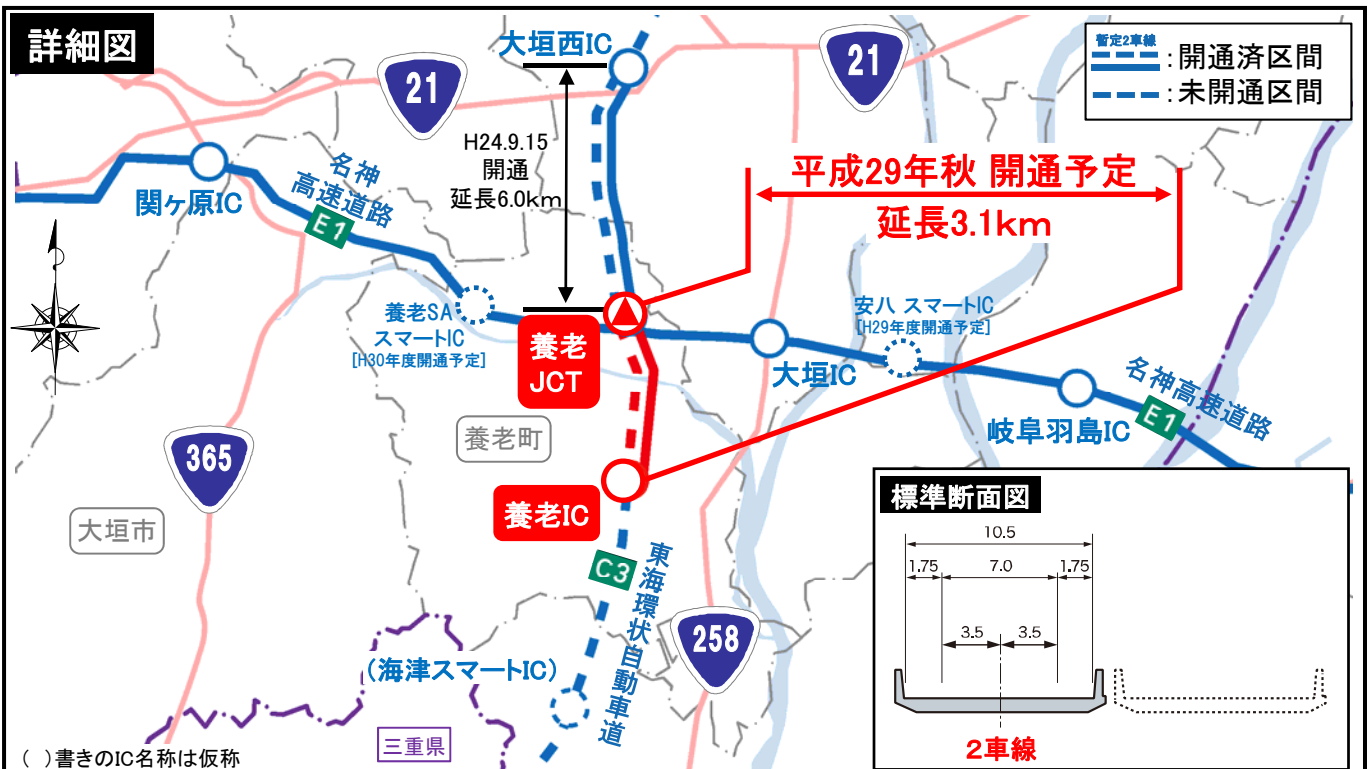 詳細図
大垣西IC
21
21
暫定2車線
:開通済区間
:未開通区間
H24.9.15
開通
延長6.0km
平成29年秋 開通予定
延長3.1km
関ヶ原IC
名神
高速道路
E1
養老SA
スマートIC
[H30年度開通予定]
養老
JCT
安八 スマートIC
[H29年度開通予定]
大垣IC
岐阜羽島IC
名神高速道路
E1
養老町
365
大垣市
養老IC
C3
東海環状自動車道
258
(海津スマートIC)
三重県
( )書きのIC名称は仮称
標準断面図
10.5
1.75
7.0
1.75
3.5
3.5
2車線